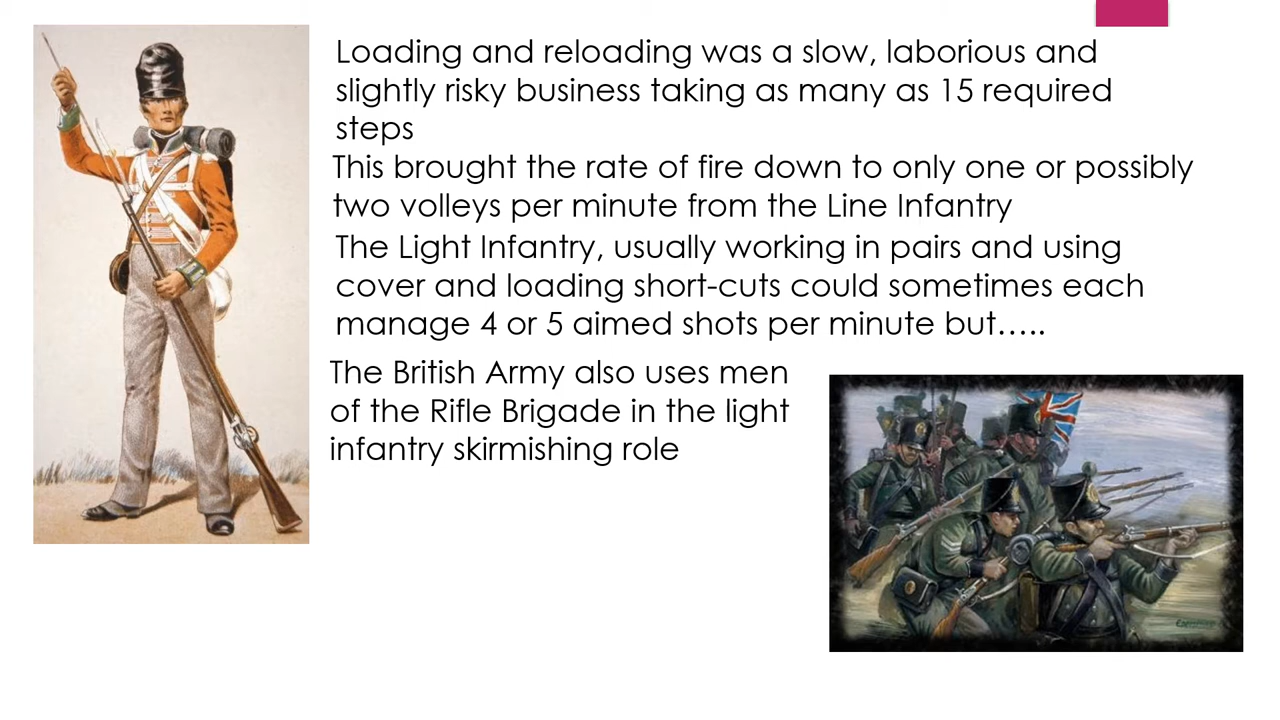 Loading and reloading was a slow, laborious and
slightly risky business taking as many as 15 required
steps
This brought the rate of fire down to only one or possibly
two volleys per minute from the Line Infantry
The Light Infantry, usually working in pairs and using
cover and loading short-cuts could sometimes each
manage 4 or 5 aimed shots per minute but…..
The British Army also uses men
of the Rifle Brigade in the light
infantry skirmishing role